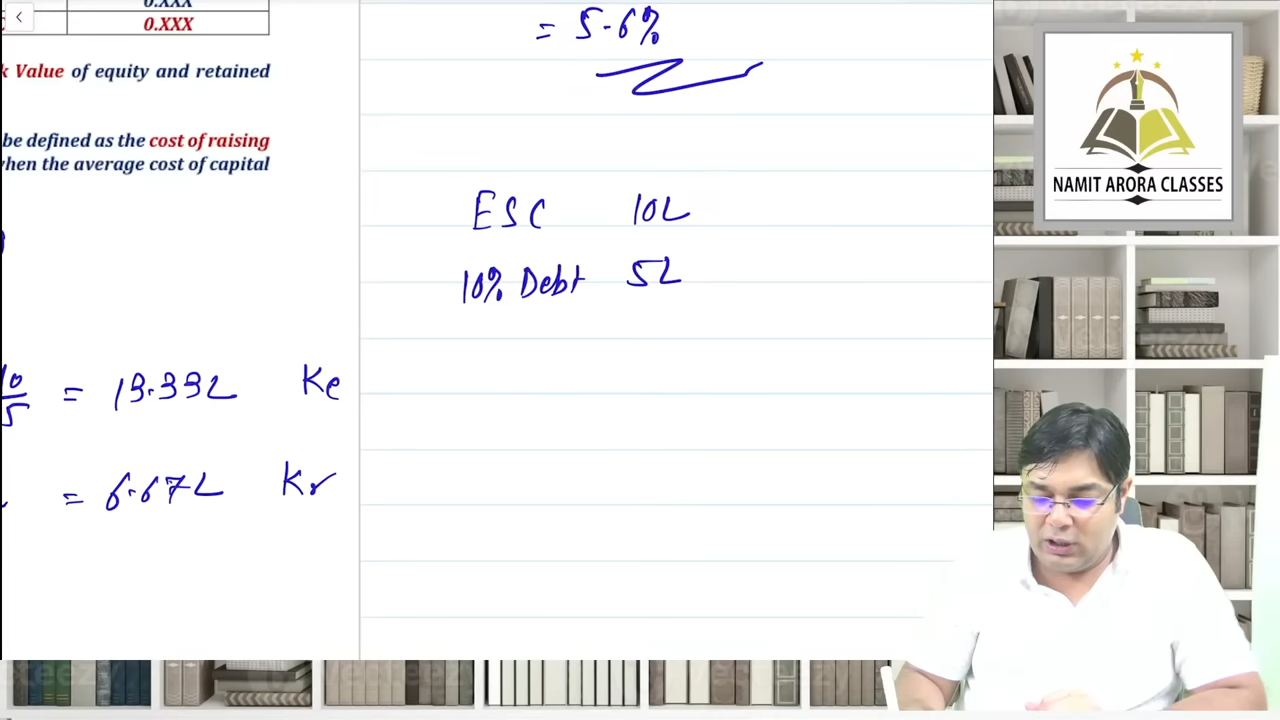 0.XXX
0.XXX
k Value of equity and retained
be defined as the cost of raising
when the average cost of capital
= 13.33L Ke
= 6.67L Kr
= 5.6%
ESC 10L
10% Debt 5L
NAMIT ARORA CLASSES